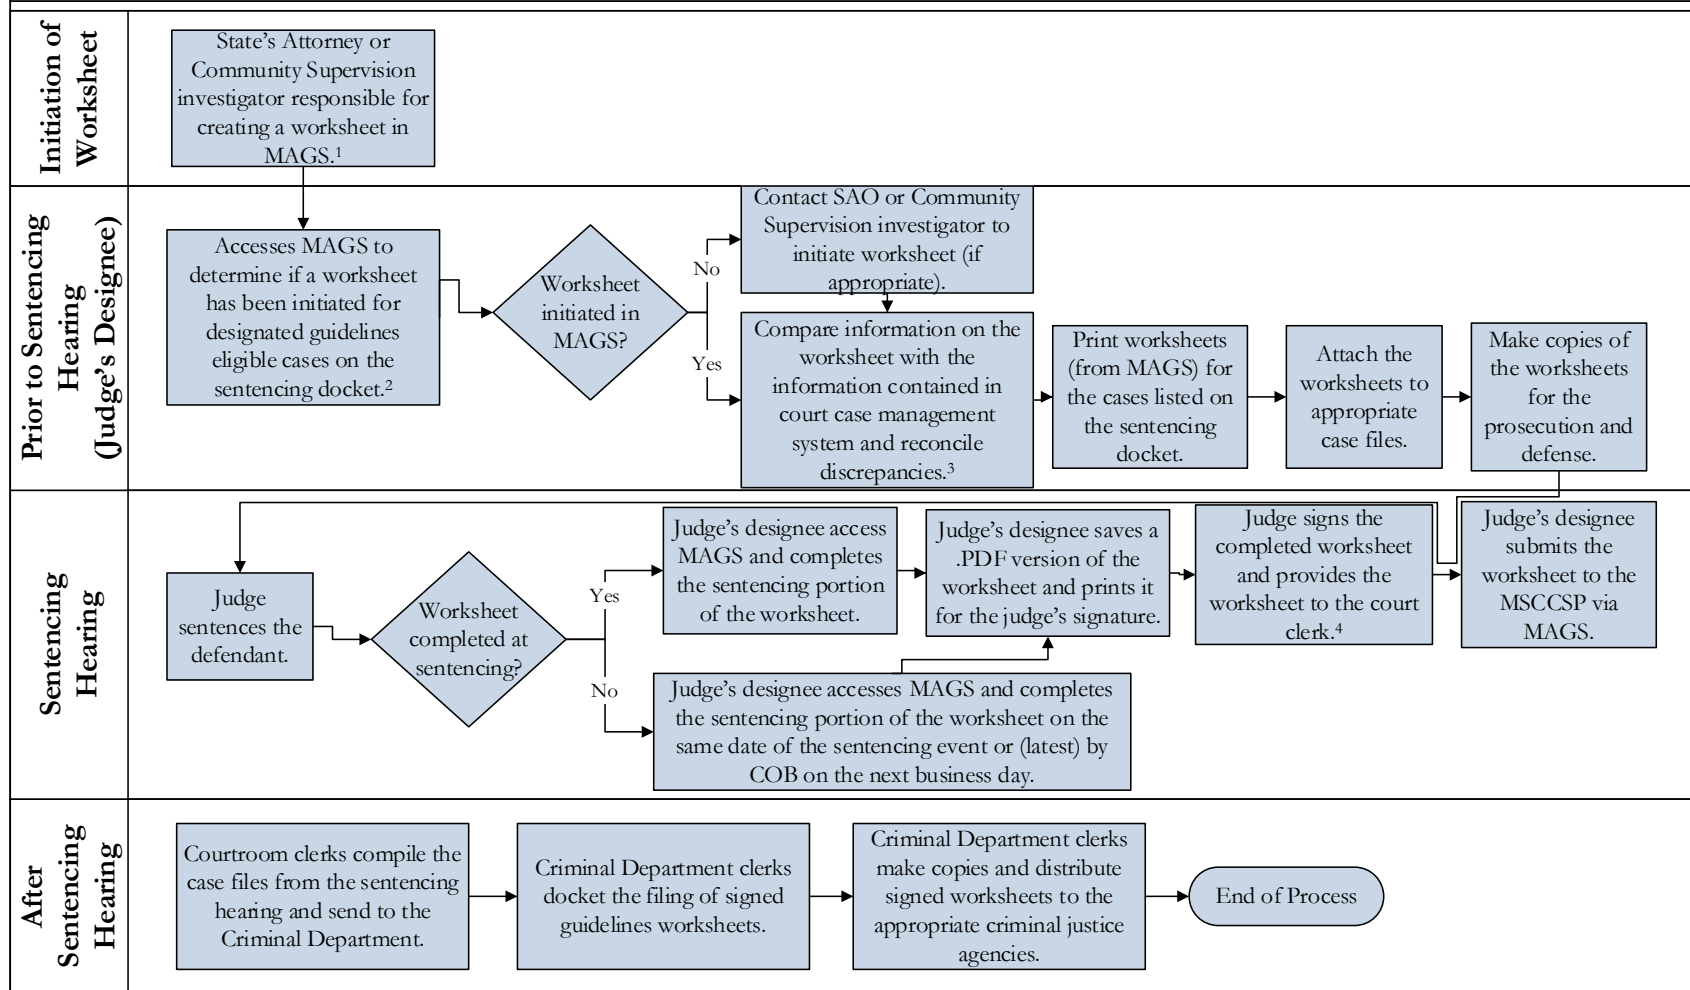 Initiation of
Worksheet
State’s Attorney or
Community Supervision
investigator responsible for
creating a worksheet in
MAGS.1
Prior to Sentencing
Hearing
(Judge’s Designee)
Accesses MAGS to
determine if a worksheet
has been initiated for
designated guidelines
eligible cases on the
sentencing docket.2
Worksheet
initiated in
MAGS?
No
Yes
Contact SAO or Community
Supervision investigator to
initiate worksheet (if
appropriate).
Compare information on the
worksheet with the
information contained in
court case management
system and reconcile
discrepancies.3
Print worksheets
(from MAGS) for
the cases listed on
the sentencing
docket.
Attach the
worksheets to
appropriate
case files.
Make copies of
the worksheets
for the
prosecution and
defense.
Sentencing
Hearing
Judge
sentences the
defendant.
Worksheet
completed at
sentencing?
Yes
No
Judge’s designee access
MAGS and completes
the sentencing portion
of the worksheet.
Judge’s designee accesses MAGS and completes
the sentencing portion of the worksheet on the
same date of the sentencing event or (latest) by
COB on the next business day.
Judge’s designee saves a
.PDF version of the
worksheet and prints it
for the judge’s signature.
Judge signs the
completed worksheet
and provides the
worksheet to the court
clerk.4
Judge’s designee
submits the
worksheet to the
MSCCSP via
MAGS.
After
Sentencing
Hearing
Courtroom clerks compile the
case files from the sentencing
hearing and send to the
Criminal Department.
Criminal Department clerks
docket the filing of signed
guidelines worksheets.
Criminal Department clerks
make copies and distribute
signed worksheets to the
appropriate criminal justice
agencies.
End of Process